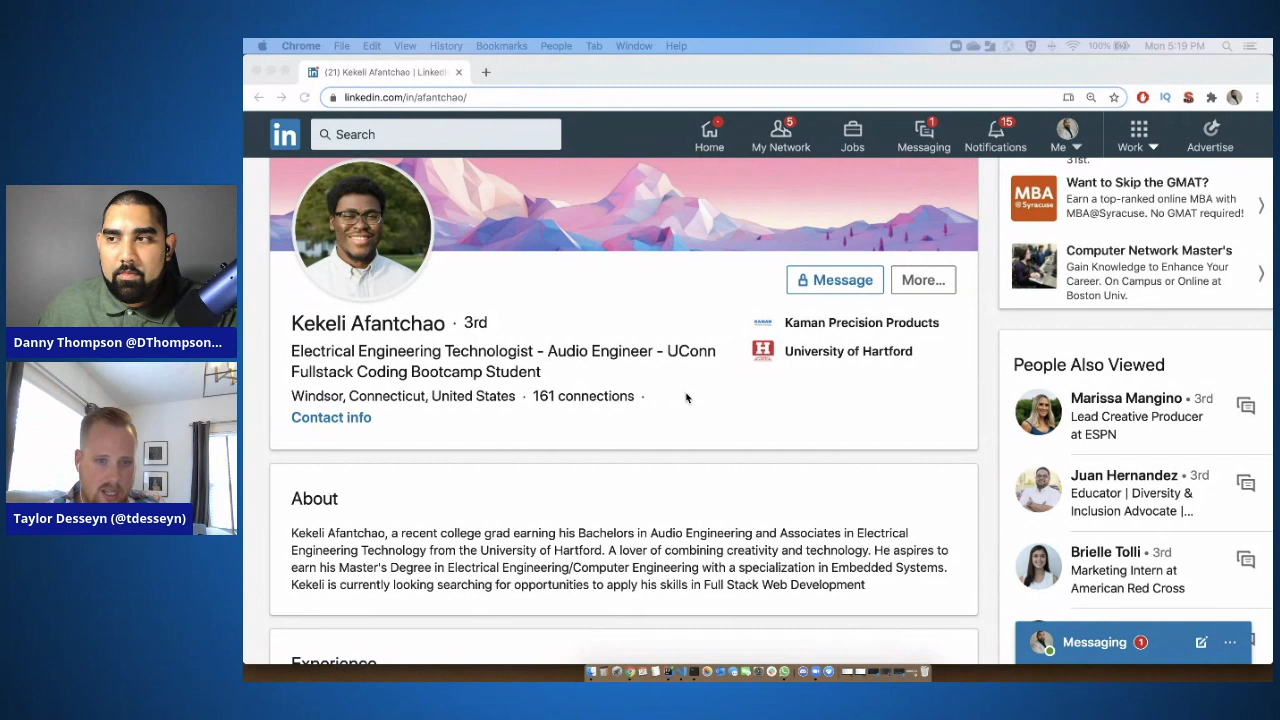 Chrome File Edit View History Bookmarks People Tab Window Help
100%
Mon 5:19 PM
(21) Kekeli Afantchao | LinkedIn
linkedin.com/in/afantchao/
IQ
in
Search
Home
5
My Network
Jobs
1
Messaging
15
Notifications
Me
Work
Advertise
Message
More...
Kekeli Afantchao · 3rd
Electrical Engineering Technologist - Audio Engineer - UConn
Fullstack Coding Bootcamp Student
Windsor, Connecticut, United States · 161 connections ·
Contact info
Kaman Precision Products
University of Hartford
About
Kekeli Afantchao, a recent college grad earning his Bachelors in Audio Engineering and Associates in Electrical
Engineering Technology from the University of Hartford. A lover of combining creativity and technology. He aspires to
earn his Master's Degree in Electrical Engineering/Computer Engineering with a specialization in Embedded Systems.
Kekeli is currently looking searching for opportunities to apply his skills in Full Stack Web Development
Experience
31st.
MBA
@Syracuse
Want to Skip the GMAT?
Earn a top-ranked online MBA with
MBA@Syracuse. No GMAT required!
Computer Network Master's
Gain Knowledge to Enhance Your
Career. On Campus or Online at
Boston Univ.
People Also Viewed
Marissa Mangino • 3rd
Lead Creative Producer
at ESPN
Juan Hernandez • 3rd
Educator | Diversity &
Inclusion Advocate |...
Brielle Tolli • 3rd
Marketing Intern at
American Red Cross
Messaging 1
Danny Thompson @DThompson...
Taylor Desseyn (@tdesseyn)